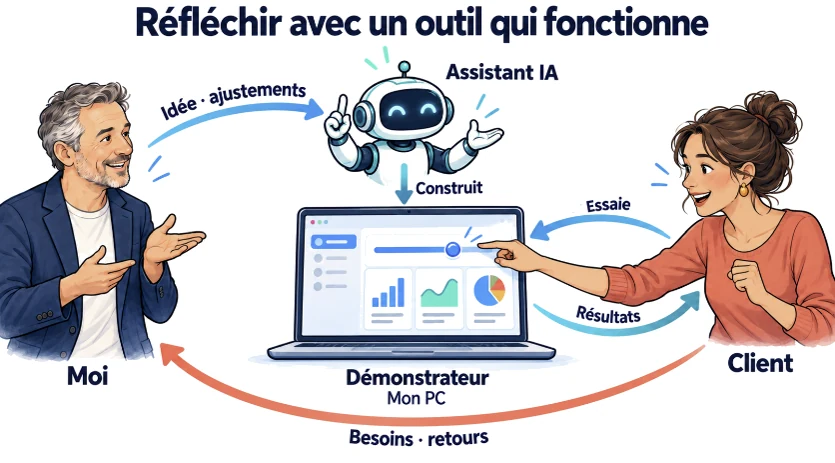 Réfléchir avec un outil qui fonctionne
Assistant IA
Idée · ajustements
Construit
Essaie
Résultats
Moi
Démonstrateur
Mon PC
Client
Besoins · retours